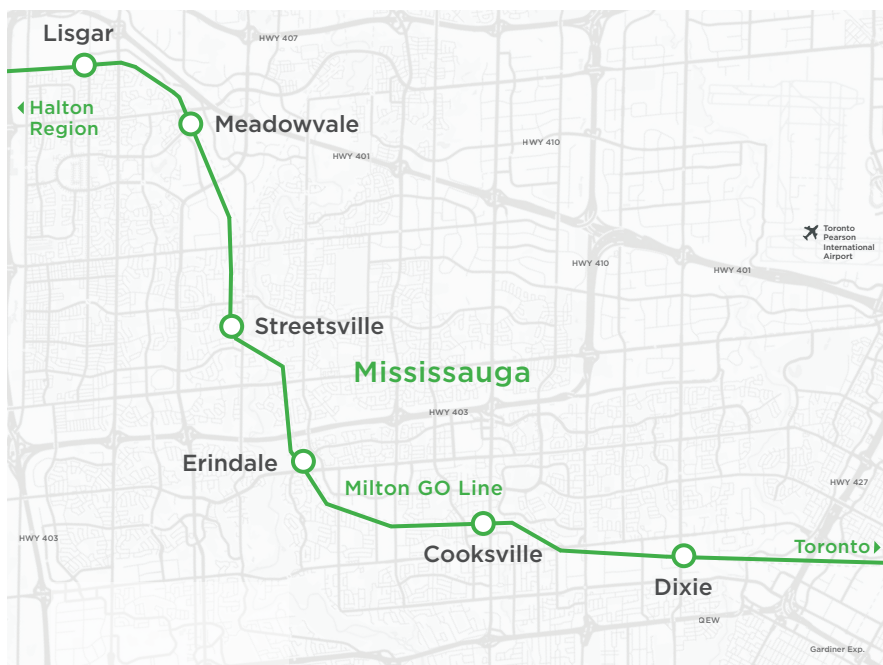 Lisgar
HWY 407
Halton
Region
Meadowvale
HWY 401
HWY 410
Toronto
Pearson
International
Airport
HWY 410
HWY 401
Streetsville
Mississauga
HWY 403
Erindale
Milton GO Line
HWY 427
HWY 403
Cooksville
Toronto
Dixie
QEW
Gardiner Exp.